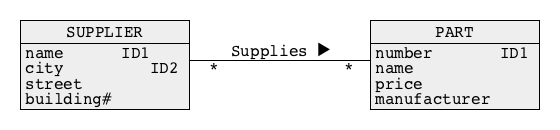 SUPPLIER
name ID1
city ID2
street
building#
Supplies ▶
* *
PART
number ID1
name
price
manufacturer